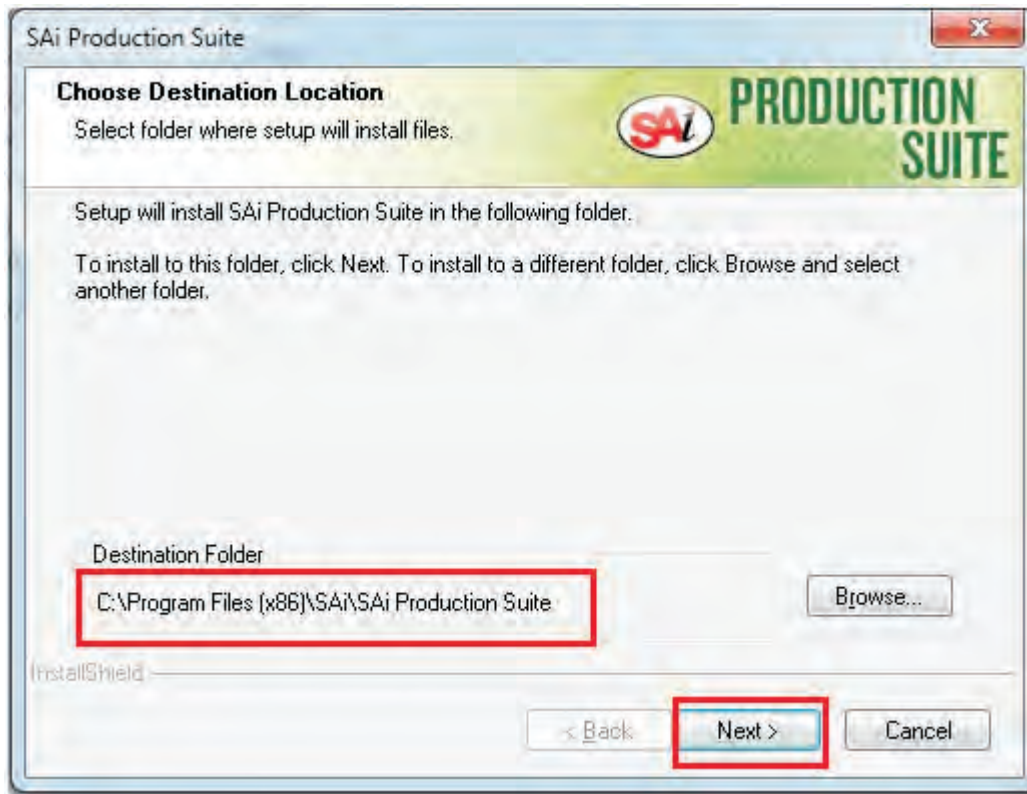 SAi Production Suite
Choose Destination Location
Select folder where setup will install files.
SAi
PRODUCTION
SUITE
Setup will install SAi Production Suite in the following folder.
To install to this folder, click Next. To install to a different folder, click Browse and select
another folder.
Destination Folder
C:\Program Files (x86)\SAi\SAi Production Suite
Browse...
InstallShield
< Back
Next >
Cancel